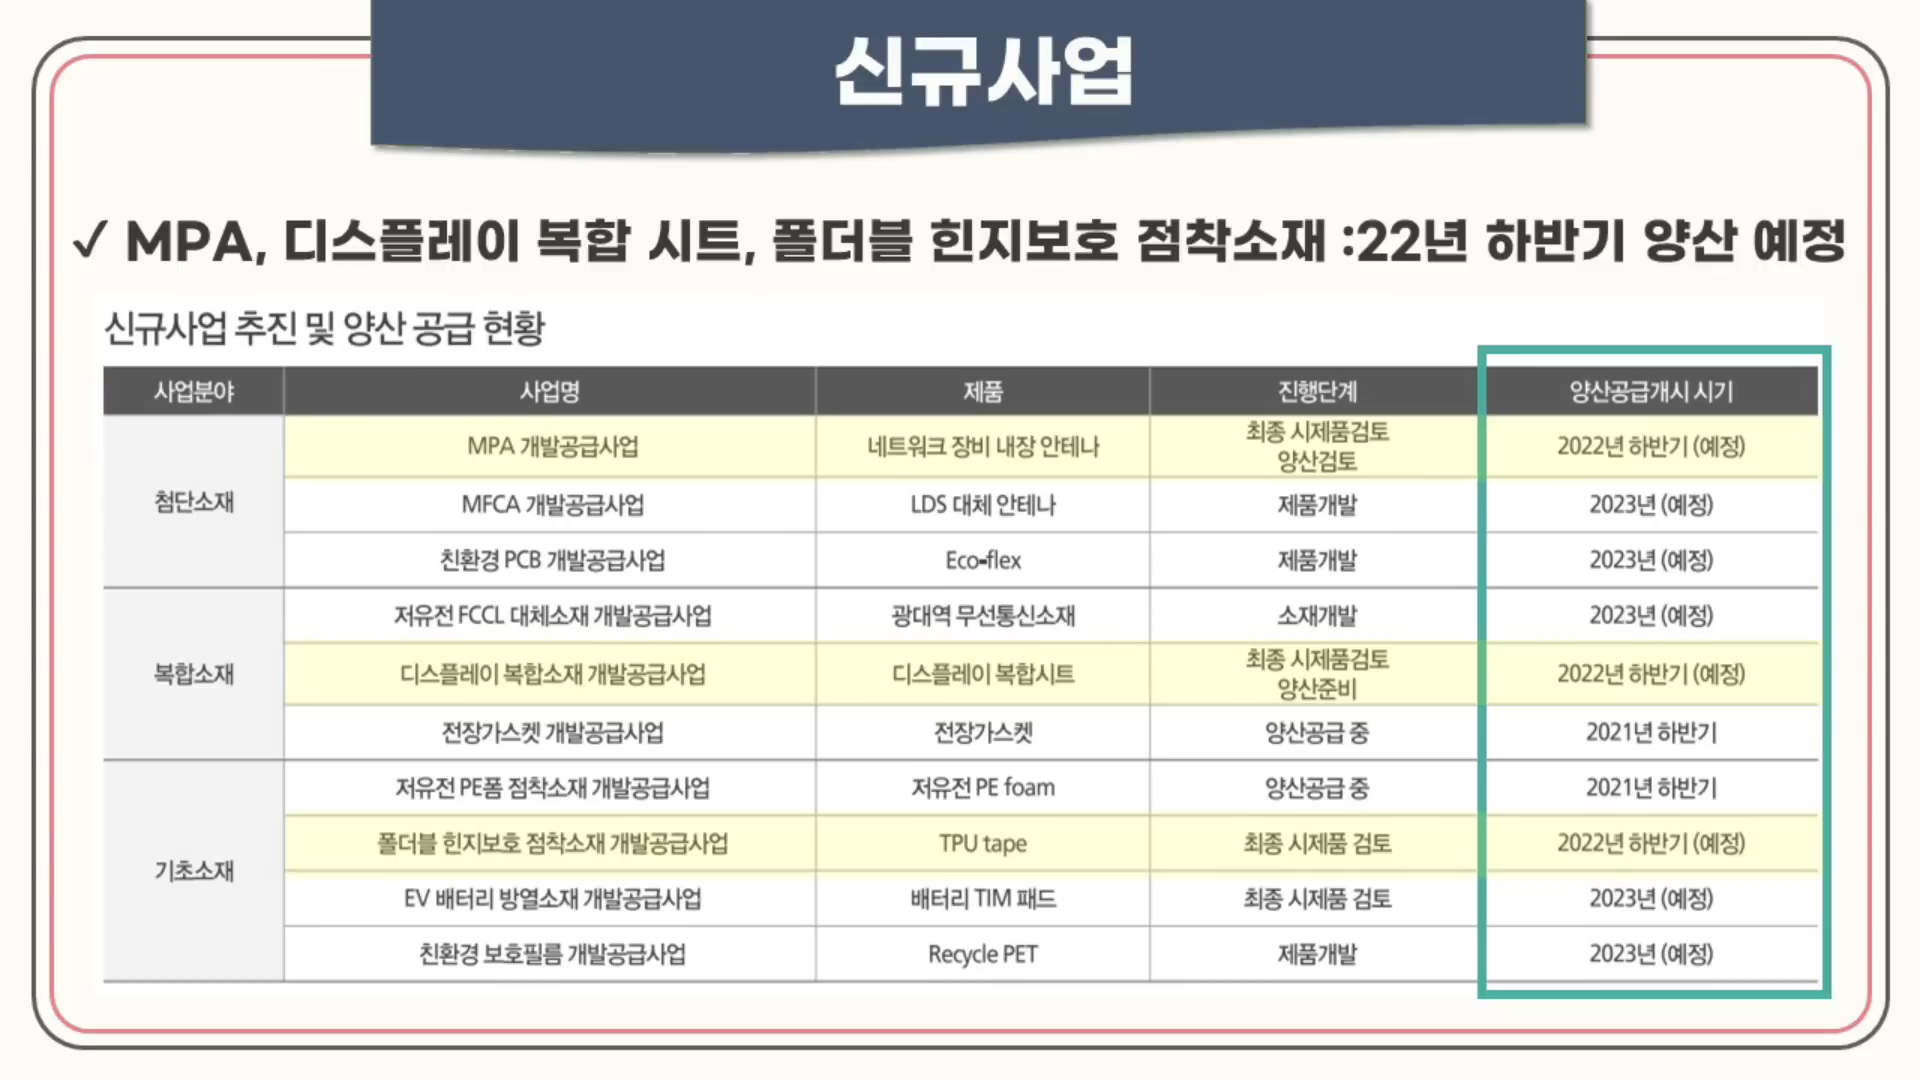 신규사업
✓ MPA, 디스플레이 복합 시트, 폴더블 힌지보호 점착소재 :22년 하반기 양산 예정
신규사업 추진 및 양산 공급 현황
사업분야 사업명 제품 진행단계 양산공급개시 시기
첨단소재
MPA 개발공급사업 네트워크 장비 내장 안테나 최종 시제품검토 양산검토 2022년 하반기 (예정)
MFCA 개발공급사업 LDS 대체 안테나 제품개발 2023년 (예정)
친환경 PCB 개발공급사업 Eco-flex 제품개발 2023년 (예정)
복합소재
저유전 FCCL 대체소재 개발공급사업 광대역 무선통신소재 소재개발 2023년 (예정)
디스플레이 복합소재 개발공급사업 디스플레이 복합시트 최종 시제품검토 양산준비 2022년 하반기 (예정)
전장가스켓 개발공급사업 전장가스켓 양산공급 중 2021년 하반기
기초소재
저유전 PE폼 점착소재 개발공급사업 저유전 PE foam 양산공급 중 2021년 하반기
폴더블 힌지보호 점착소재 개발공급사업 TPU tape 최종 시제품 검토 2022년 하반기 (예정)
EV 배터리 방열소재 개발공급사업 배터리 TIM 패드 최종 시제품 검토 2023년 (예정)
친환경 보호필름 개발공급사업 Recycle PET 제품개발 2023년 (예정)